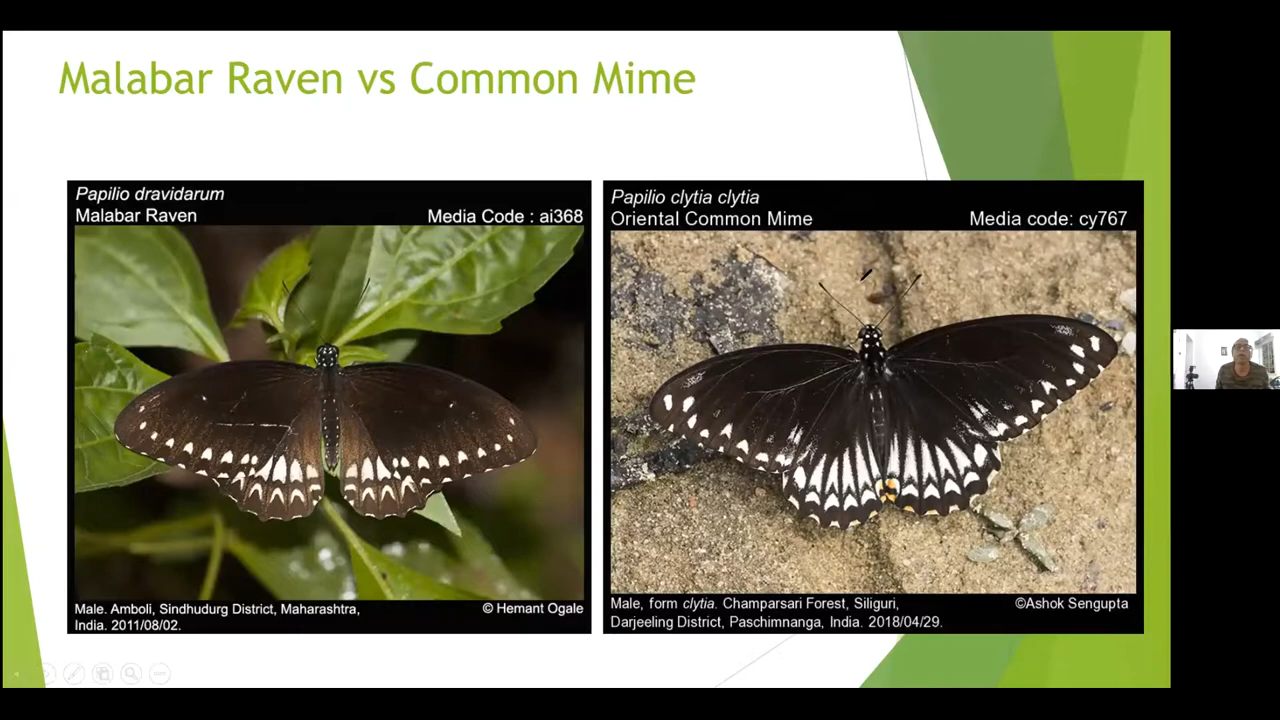 Malabar Raven vs Common Mime
Papilio dravidarum
Malabar Raven
Media Code : ai368
Male. Amboli, Sindhudurg District, Maharashtra,
India. 2011/08/02.
© Hemant Ogale
Papilio clytia clytia
Oriental Common Mime
Media code: cy767
Male, form clytia. Champarsari Forest, Siliguri,
Darjeeling District, Paschimnanga, India. 2018/04/29.
©Ashok Sengupta